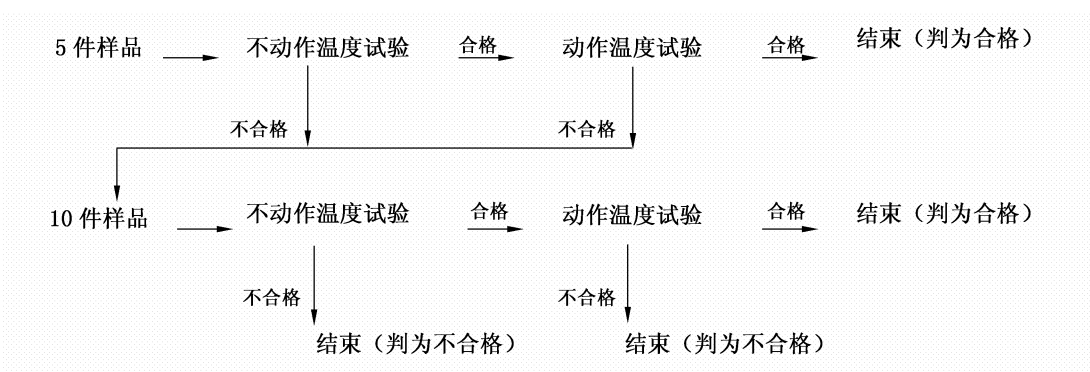 5 件样品 不动作温度试验 合格 动作温度试验 合格 结束（判为合格）
不合格 不合格
10 件样品 不动作温度试验 合格 动作温度试验 合格 结束（判为合格）
不合格 不合格
结束（判为不合格） 结束（判为不合格）